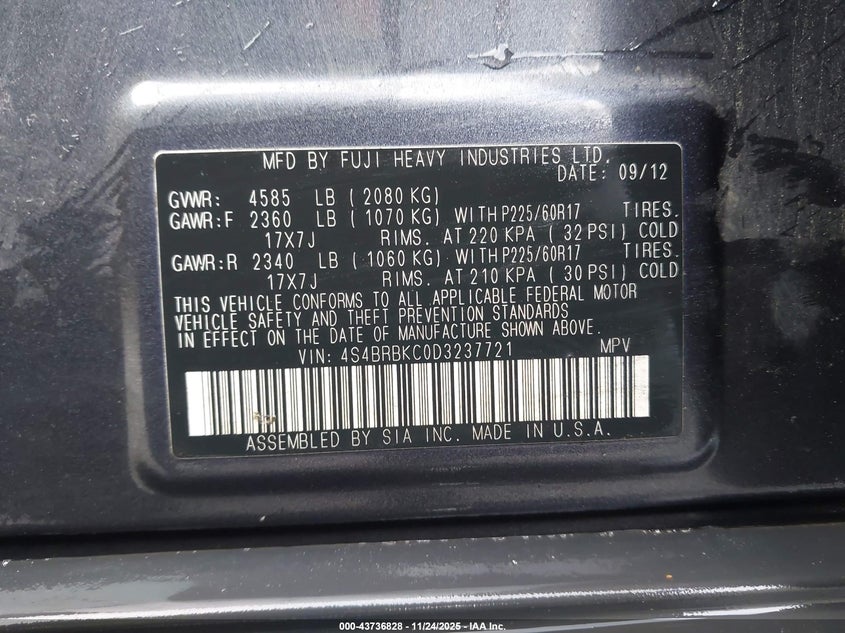 MFD BY FUJI HEAVY INDUSTRIES LTD.
DATE: 09/12
GVWR: 4585 LB ( 2080 KG)
GAWR:F 2360 LB ( 1070 KG) WITH P225/60R17 TIRES.
17X7J RIMS. AT 220 KPA ( 32 PSI) COLD
GAWR:R 2340 LB ( 1060 KG) WITH P225/60R17 TIRES.
17X7J RIMS. AT 210 KPA ( 30 PSI) COLD
THIS VEHICLE CONFORMS TO ALL APPLICABLE FEDERAL MOTOR
VEHICLE SAFETY AND THEFT PREVENTION STANDARDS
IN EFFECT ON THE DATE OF MANUFACTURE SHOWN ABOVE.
VIN: 4S4BRBKC0D3237721 MPV
ASSEMBLED BY SIA INC. MADE IN U.S.A.
000-43736828 — 11/24/2025 — IAA Inc.